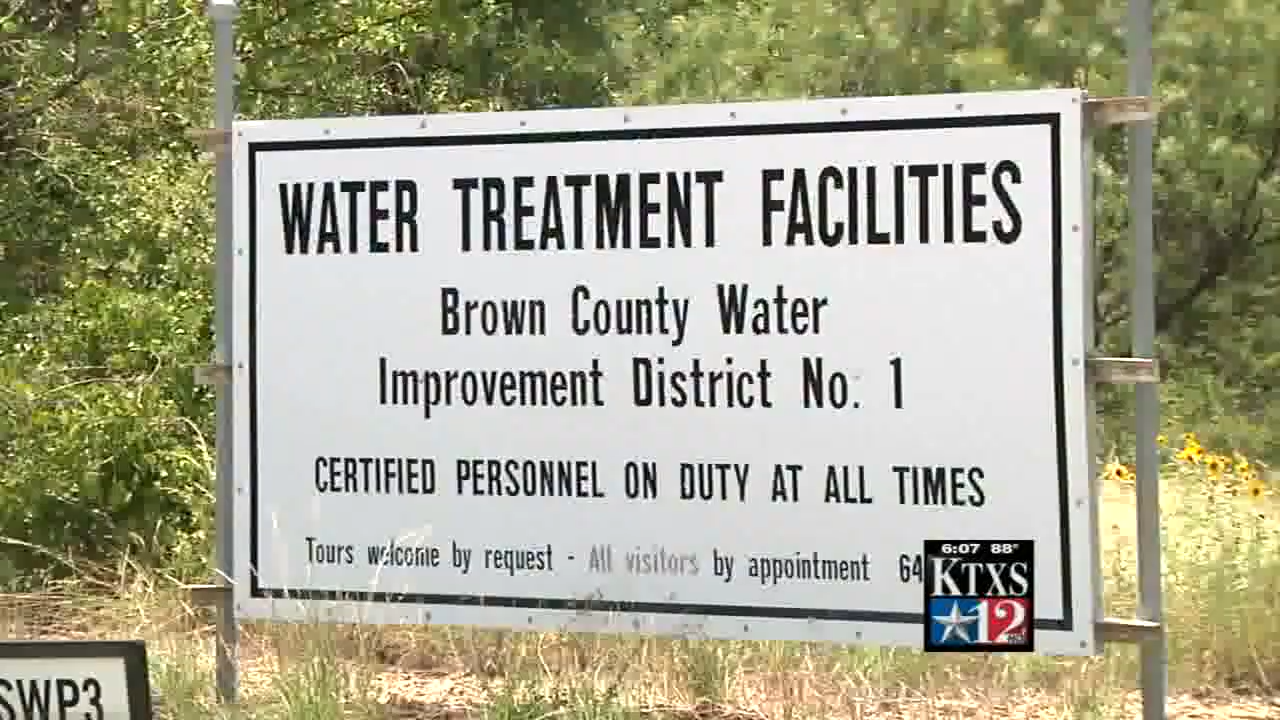 WATER TREATMENT FACILITIES
Brown County Water
Improvement District No. 1
CERTIFIED PERSONNEL ON DUTY AT ALL TIMES
Tours welcome by request - All visitors by appointment 64
6:07 88°
KTXS
12
HD
SWP3